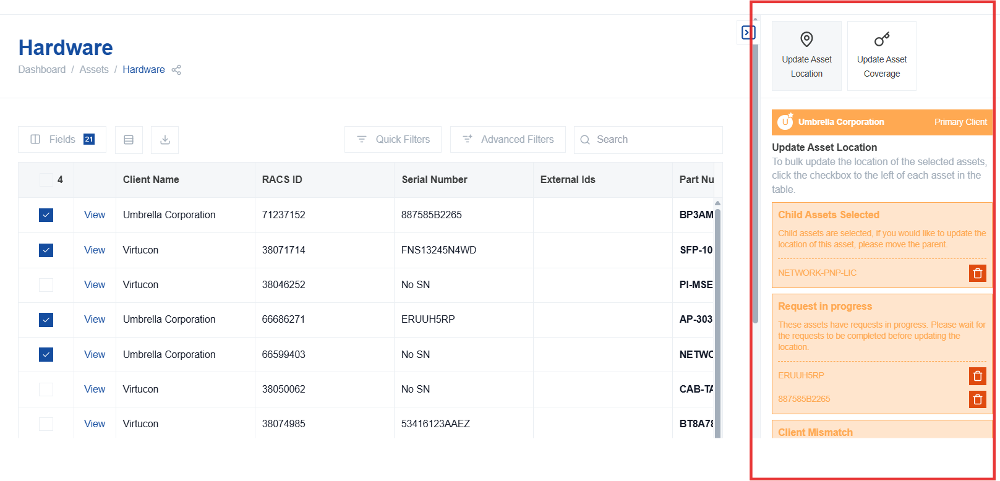 Hardware
Dashboard / Assets / Hardware
Fields 21
Quick Filters
Advanced Filters
Search
4 Client Name RACS ID Serial Number External Ids Part Nu
View Umbrella Corporation 71237152 887585B2265 BP3AM
View Virtucon 38071714 FNS13245N4WD SFP-10
View Virtucon 38046252 No SN PI-MSE
View Umbrella Corporation 66686271 ERUUH5RP AP-303
View Umbrella Corporation 66599403 No SN NETWO
View Virtucon 38050062 No SN CAB-TA
View Virtucon 38074985 53416123AAEZ BT8A78
Update Asset
Location
Update Asset
Coverage
U Umbrella Corporation Primary Client
Update Asset Location
To bulk update the location of the selected assets,
click the checkbox to the left of each asset in the
table.
Child Assets Selected
Child assets are selected, if you would like to update the
location of this asset, please move the parent.
NETWORK-PNP-LIC
Request in progress
These assets have requests in progress. Please wait for
the requests to be completed before updating the
location.
ERUUH5RP
887585B2265
Client Mismatch